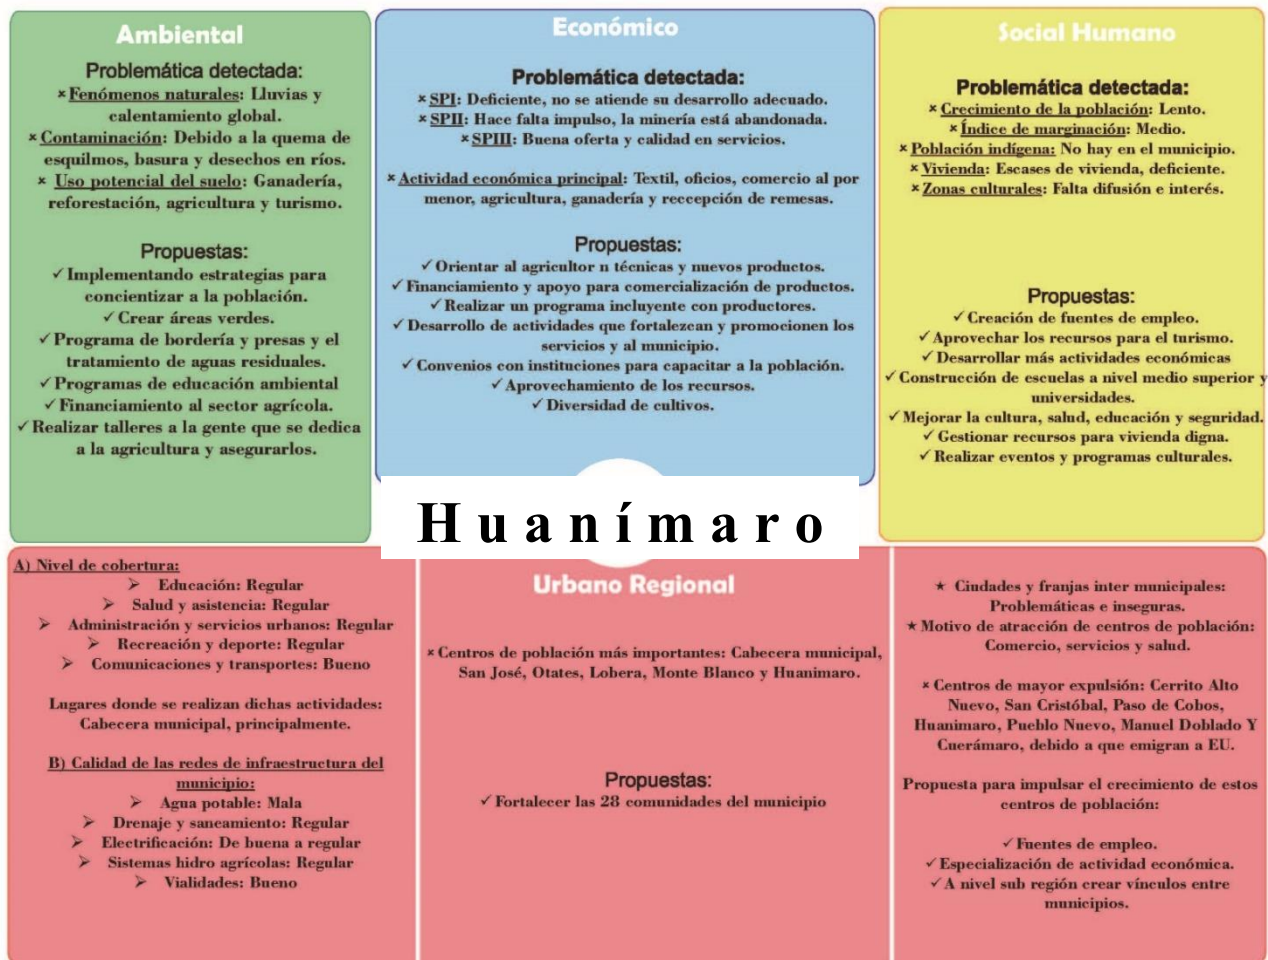 Ambiental
Problemática detectada:
× Fenómenos naturales: Lluvias y
calentamiento global.
× Contaminación: Debido a la quema de
esquilmos, basura y desechos en ríos.
× Uso potencial del suelo: Ganadería,
reforestación, agricultura y turismo.
Propuestas:
✓ Implementando estrategias para
concientizar a la población.
✓ Crear áreas verdes.
✓ Programa de bordería y presas y el
tratamiento de aguas residuales.
✓ Programas de educación ambiental
✓ Financiamiento al sector agrícola.
✓ Realizar talleres a la gente que se dedica
a la agricultura y asegurarlos.
Económico
Problemática detectada:
× SPI: Deficiente, no se atiende su desarrollo adecuado.
× SPII: Hace falta impulso, la minería está abandonada.
× SPIII: Buena oferta y calidad en servicios.
× Actividad económica principal: Textil, oficios, comercio al por
menor, agricultura, ganadería y reccepción de remesas.
Propuestas:
✓ Orientar al agricultor n técnicas y nuevos productos.
✓ Financiamiento y apoyo para comercialización de productos.
✓ Realizar un programa incluyente con productores.
✓ Desarrollo de actividades que fortalezcan y promocionen los
servicios y al municipio.
✓ Convenios con instituciones para capacitar a la población.
✓ Aprovechamiento de los recursos.
✓ Diversidad de cultivos.
Social Humano
Problemática detectada:
× Crecimiento de la población: Lento.
× Índice de marginación: Medio.
× Población indígena: No hay en el municipio.
× Vivienda: Escases de vivienda, deficiente.
× Zonas culturales: Falta difusión e interés.
Propuestas:
✓ Creación de fuentes de empleo.
✓ Aprovechar los recursos para el turismo.
✓ Desarrollar más actividades económicas
✓ Construcción de escuelas a nivel medio superior y
universidades.
✓ Mejorar la cultura, salud, educación y seguridad.
✓ Gestionar recursos para vivienda digna.
✓ Realizar eventos y programas culturales.
Huanímaro
A) Nivel de cobertura:
➢ Educación: Regular
➢ Salud y asistencia: Regular
➢ Administración y servicios urbanos: Regular
➢ Recreación y deporte: Regular
➢ Comunicaciones y transportes: Bueno
Lugares donde se realizan dichas actividades:
Cabecera municipal, principalmente.
B) Calidad de las redes de infraestructura del
municipio:
➢ Agua potable: Mala
➢ Drenaje y saneamiento: Regular
➢ Electrificación: De buena a regular
➢ Sistemas hidro agrícolas: Regular
➢ Vialidades: Bueno
Urbano Regional
× Centros de población más importantes: Cabecera municipal,
San José, Otates, Lobera, Monte Blanco y Huanimaro.
Propuestas:
✓ Fortalecer las 28 comunidades del municipio
★ Ciudades y franjas inter municipales:
Problemáticas e inseguras.
★ Motivo de atracción de centros de población:
Comercio, servicios y salud.
× Centros de mayor expulsión: Cerrito Alto
Nuevo, San Cristóbal, Paso de Cobos,
Huanimaro, Pueblo Nuevo, Manuel Doblado Y
Cuerámaro, debido a que emigran a EU.
Propuesta para impulsar el crecimiento de estos
centros de población:
✓ Fuentes de empleo.
✓ Especialización de actividad económica.
✓ A nivel sub región crear vínculos entre
municipios.